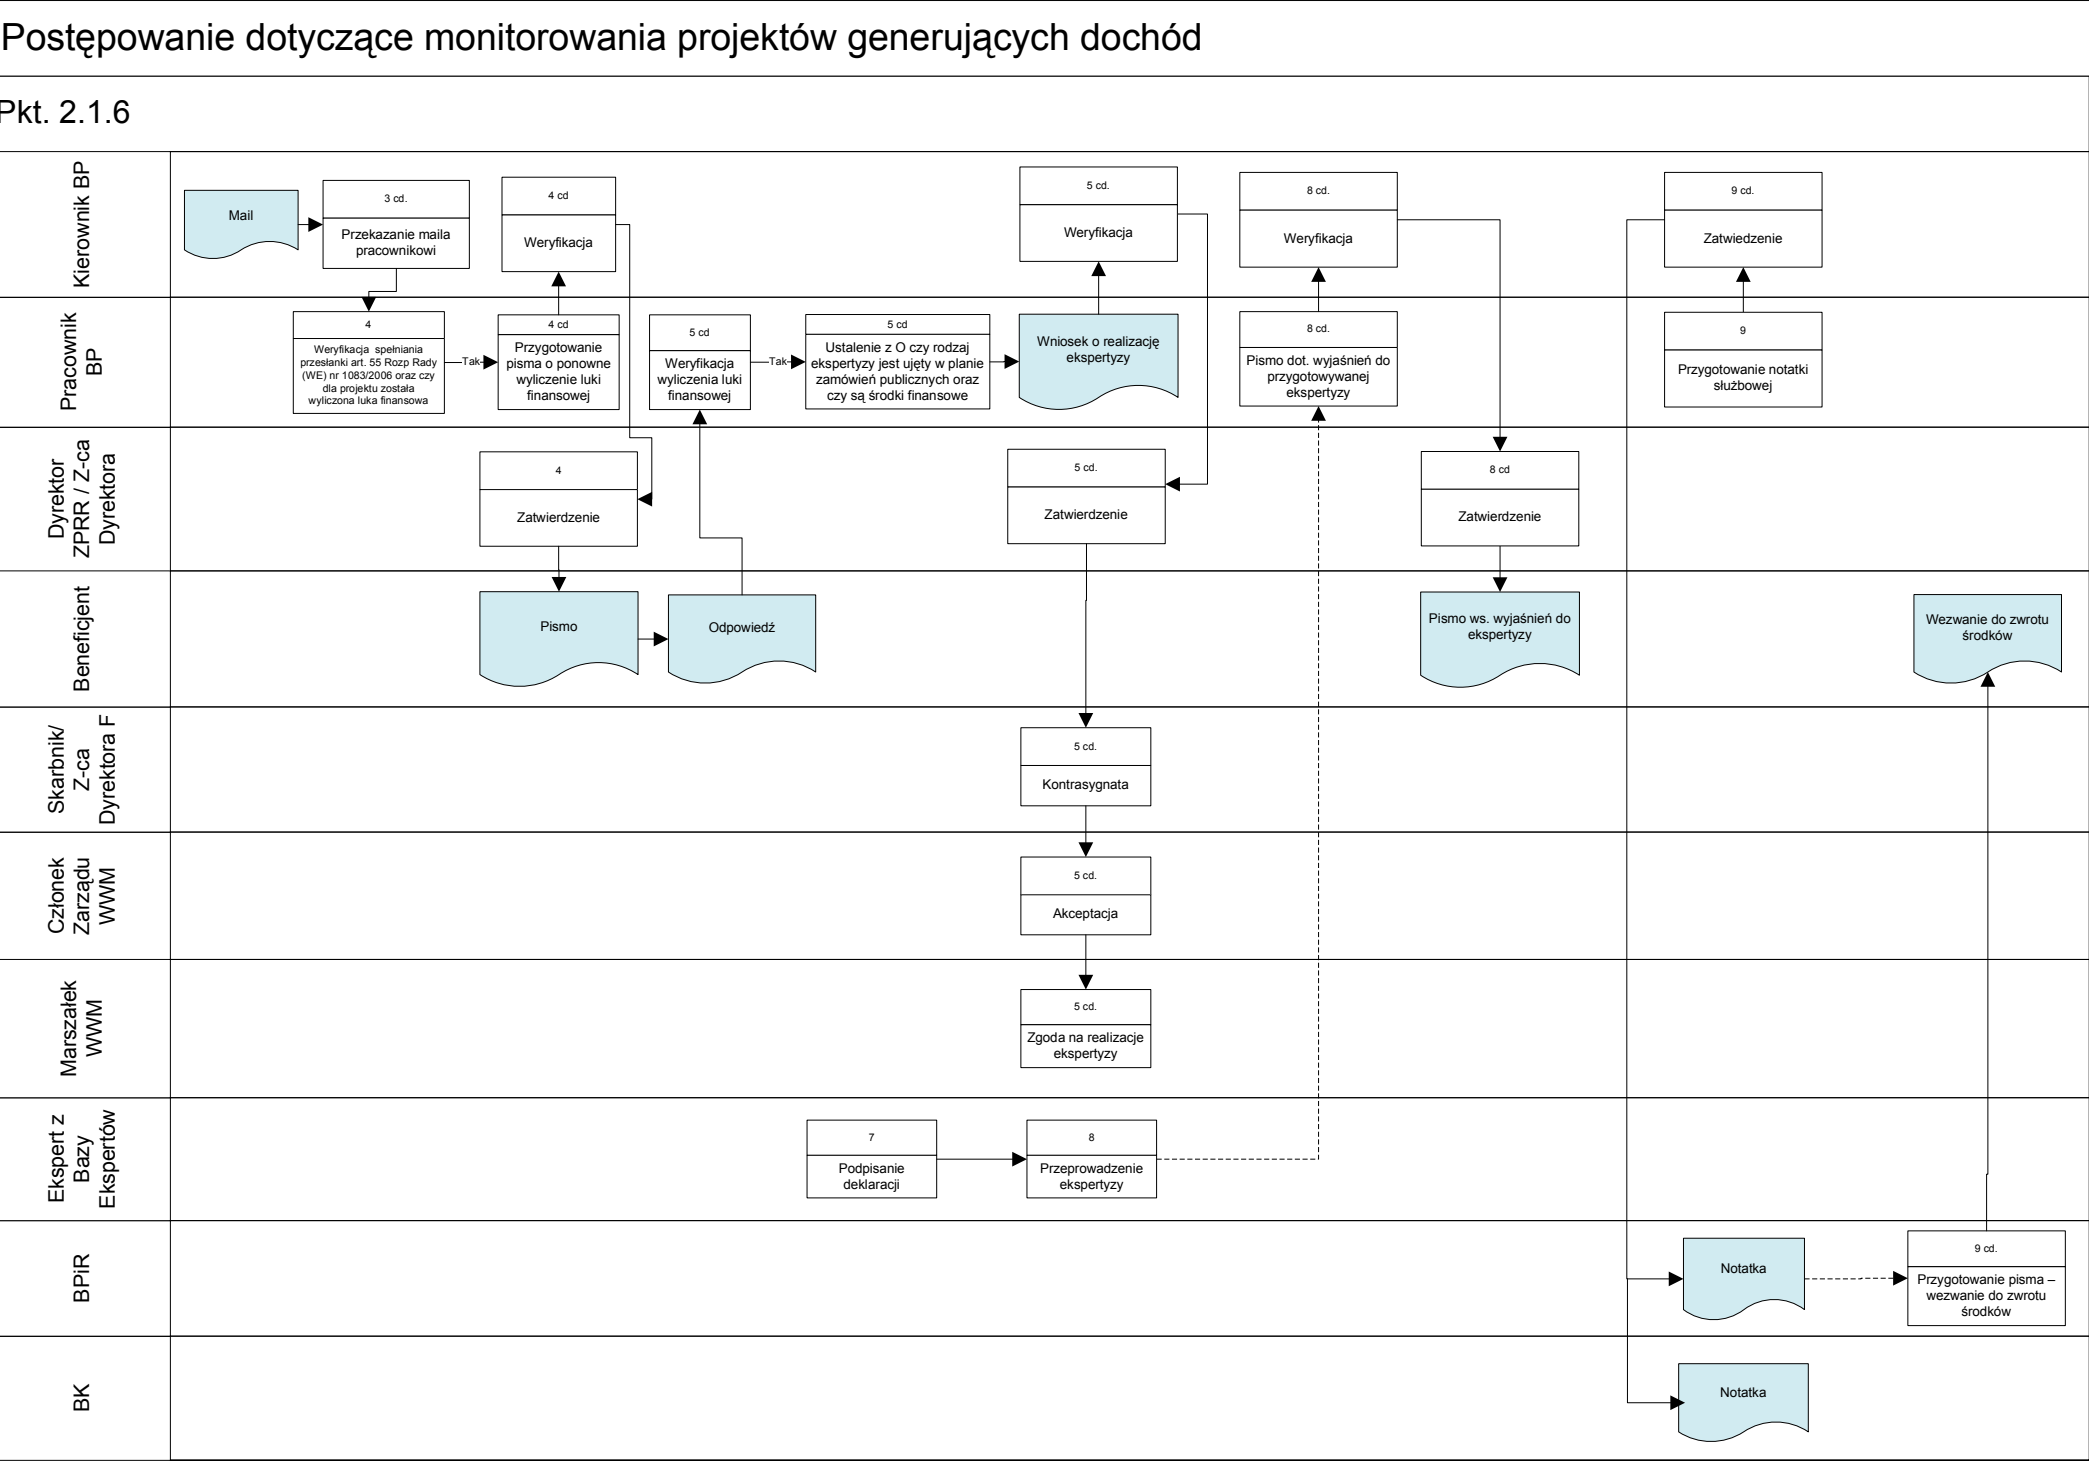 Postępowanie dotyczące monitorowania projektów generujących dochód
Pkt. 2.1.6
Kierownik BP
Mail
3 cd.
Przekazanie maila
pracownikowi
4 cd
Weryfikacja
5 cd.
Weryfikacja
8 cd.
Weryfikacja
9 cd.
Zatwiedzenie
Pracownik
BP
4
Weryfikacja spełniania
przesłanki art. 55 Rozp Rady
(WE) nr 1083/2006 oraz czy
dla projektu została
wyliczona luka finansowa
Tak
4 cd
Przygotowanie
pisma o ponowne
wyliczenie luki
finansowej
5 cd
Weryfikacja
wyliczenia luki
finansowej
Tak
5 cd
Ustalenie z O czy rodzaj
ekspertyzy jest ujęty w planie
zamówień publicznych oraz
czy są środki finansowe
Wniosek o realizację
ekspertyzy
8 cd.
Pismo dot. wyjaśnień do
przygotowywanej
ekspertyzy
9
Przygotowanie notatki
służbowej
Dyrektor
ZPRR / Z-ca
Dyrektora
4
Zatwierdzenie
5 cd.
Zatwierdzenie
8 cd
Zatwierdzenie
Beneficjent
Pismo
Odpowiedź
Pismo ws. wyjaśnień do
ekspertyzy
Wezwanie do zwrotu
środków
Skarbnik/
Z-ca
Dyrektora F
5 cd.
Kontrasygnata
Członek
Zarządu
WWM
5 cd.
Akceptacja
Marszałek
WWM
5 cd.
Zgoda na realizacje
ekspertyzy
Ekspert z
Bazy
Ekspertów
7
Podpisanie
deklaracji
8
Przeprowadzenie
ekspertyzy
BPiR
Notatka
9 cd.
Przygotowanie pisma –
wezwanie do zwrotu
środków
BK
Notatka